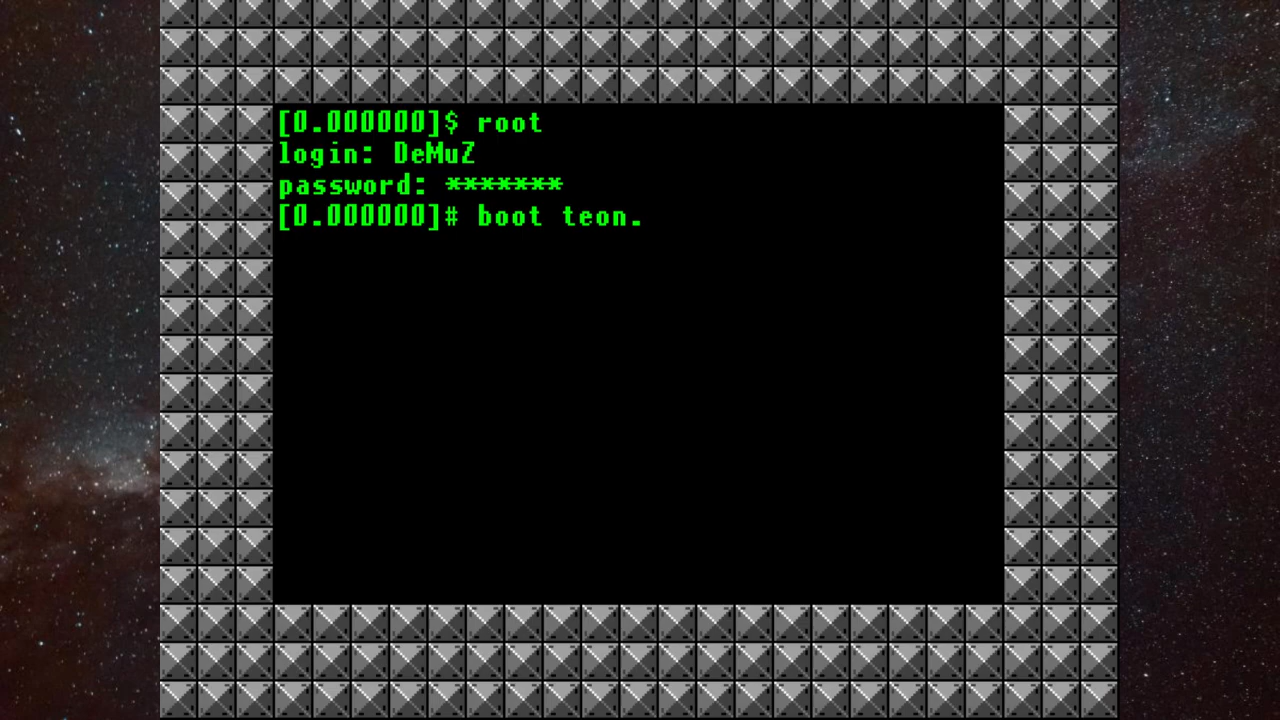 [0.000000]$ root
login: DeMuZ
password: *******
[0.000000]# boot teon.